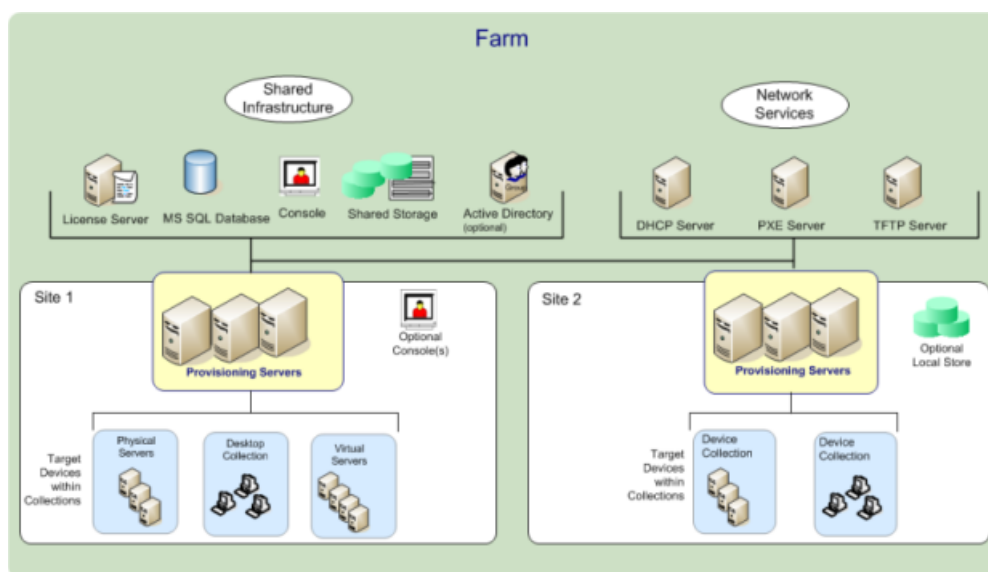 Farm
Shared
Infrastructure
Network
Services
License Server
MS SQL Database
Console
Shared Storage
Group
Active Directory
(optional)
DHCP Server
PXE Server
TFTP Server
Site 1
Provisioning Servers
Optional
Console(s)
Target
Devices
within
Collections
Physical
Servers
Desktop
Collection
Virtual
Servers
Site 2
Provisioning Servers
Optional
Local Store
Target
Devices
within
Collections
Device
Collection
Device
Collection